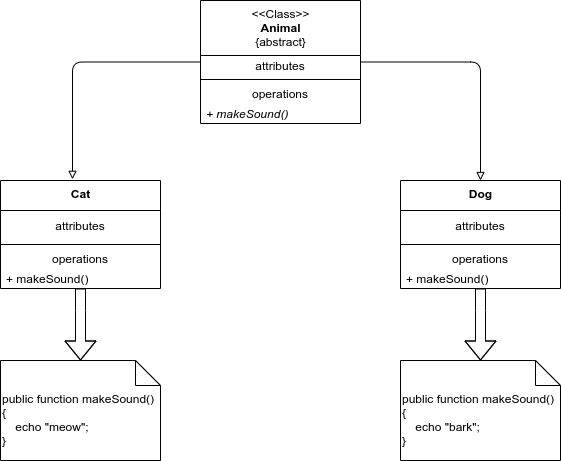 <<Class>>
Animal
{abstract}
attributes
operations
+ makeSound()
Cat
attributes
operations
+ makeSound()
Dog
attributes
operations
+ makeSound()
public function makeSound()
{
echo "meow";
}
public function makeSound()
{
echo "bark";
}